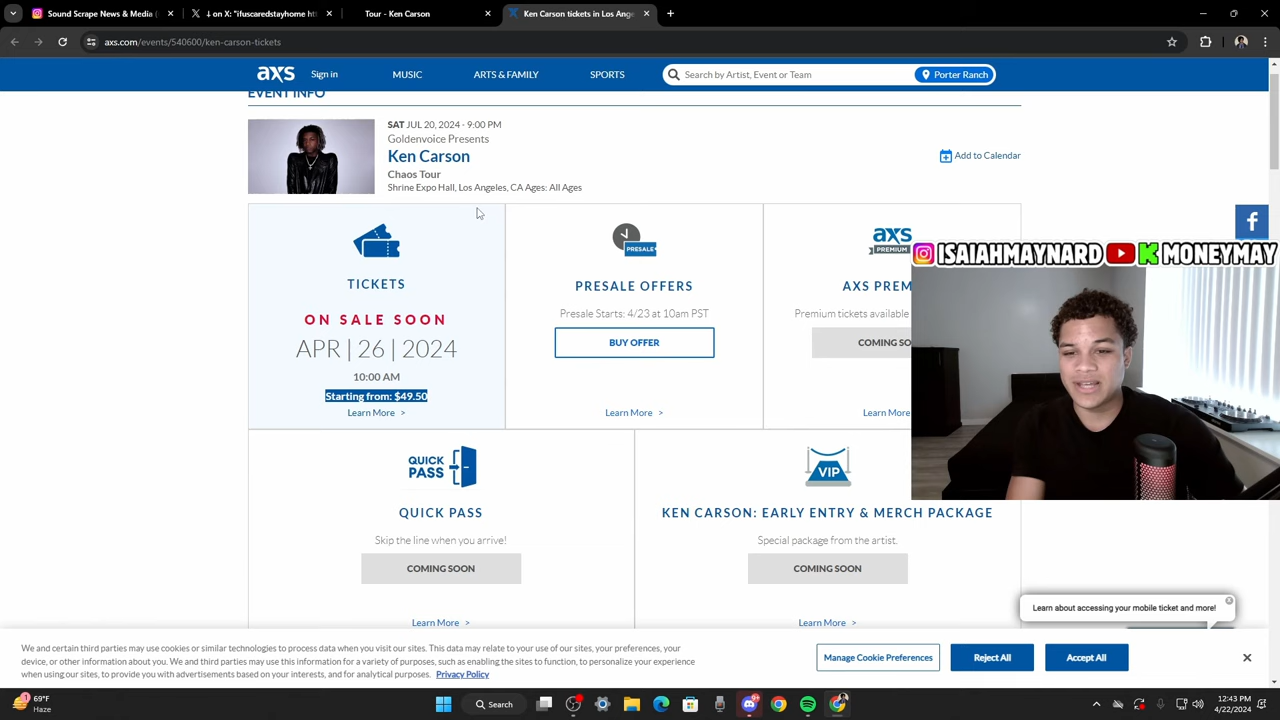 Sound Scrape News & Media (
↓ on X: "ifuscaredstayhome ht
Tour - Ken Carson
Ken Carson tickets in Los Ange
axs.com/events/540600/ken-carson-tickets
axs
Sign in
MUSIC
ARTS & FAMILY
SPORTS
Search by Artist, Event or Team
Porter Ranch
EVENT INFO
SAT JUL 20, 2024 - 9:00 PM
Goldenvoice Presents
Ken Carson
Chaos Tour
Shrine Expo Hall, Los Angeles, CA Ages: All Ages
Add to Calendar
TICKETS
ON SALE SOON
APR | 26 | 2024
10:00 AM
Starting from: $49.50
Learn More >
PRESALE
PRESALE OFFERS
Presale Starts: 4/23 at 10am PST
BUY OFFER
Learn More >
axs
PREMIUM
AXS PREM
Premium tickets available
COMING SO
Learn More
f
ISAIAHMAYNARD K MONEYMAY
QUICK
PASS
QUICK PASS
Skip the line when you arrive!
COMING SOON
Learn More >
VIP
KEN CARSON: EARLY ENTRY & MERCH PACKAGE
Special package from the artist.
COMING SOON
Learn More >
Learn about accessing your mobile ticket and more!
We and certain third parties may use cookies or similar technologies to process data when you visit our sites. This data may relate to your use of our sites, your preferences, your
device, or other information about you. We and third parties may use this information for a variety of purposes, such as enabling the sites to function, to personalize your experience
when using our sites, to provide you with advertisements based on your interests, and for analytical purposes. Privacy Policy
Manage Cookie Preferences
Reject All
Accept All
69°F
Haze
Search
12:43 PM
4/22/2024